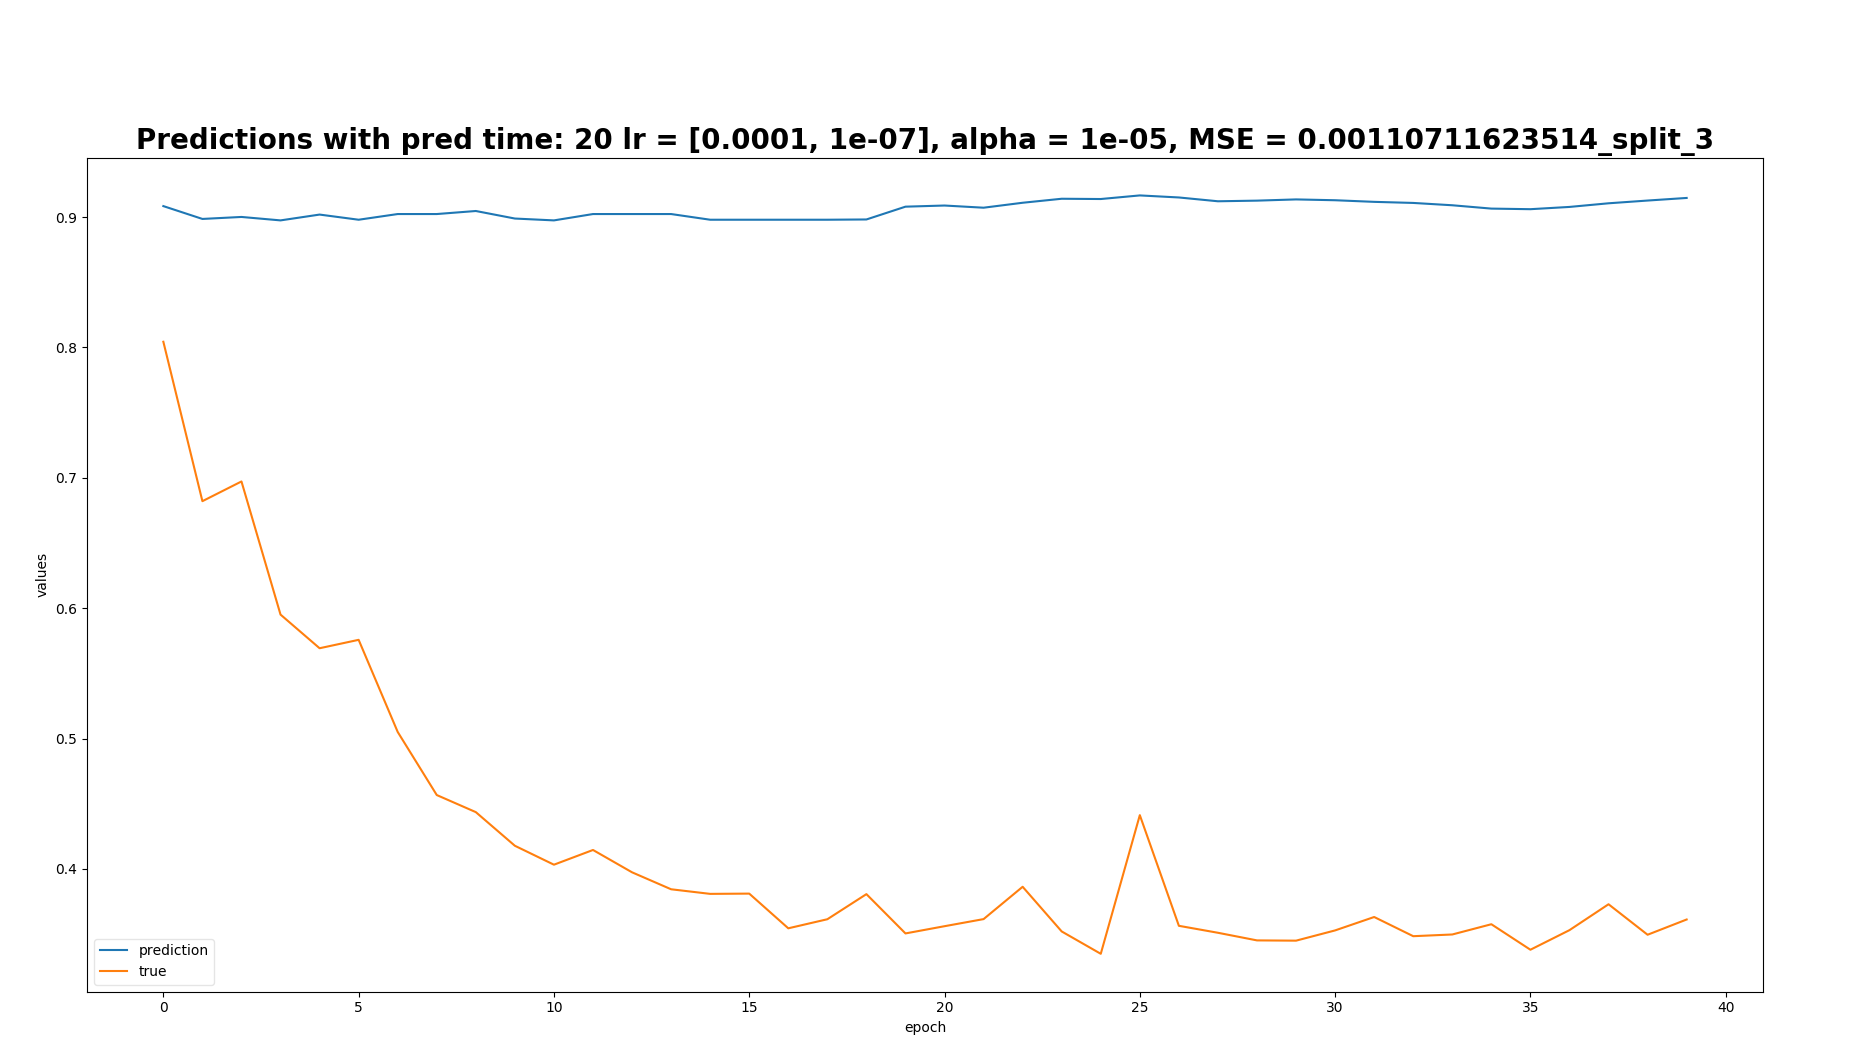 Predictions with pred time: 20 lr = [0.0001, 1e-07], alpha = 1e-05, MSE = 0.00110711623514_split_3
0.9
0.8
0.7
0.6
0.5
0.4
values
prediction
true
0 5 10 15 20 25 30 35 40
epoch